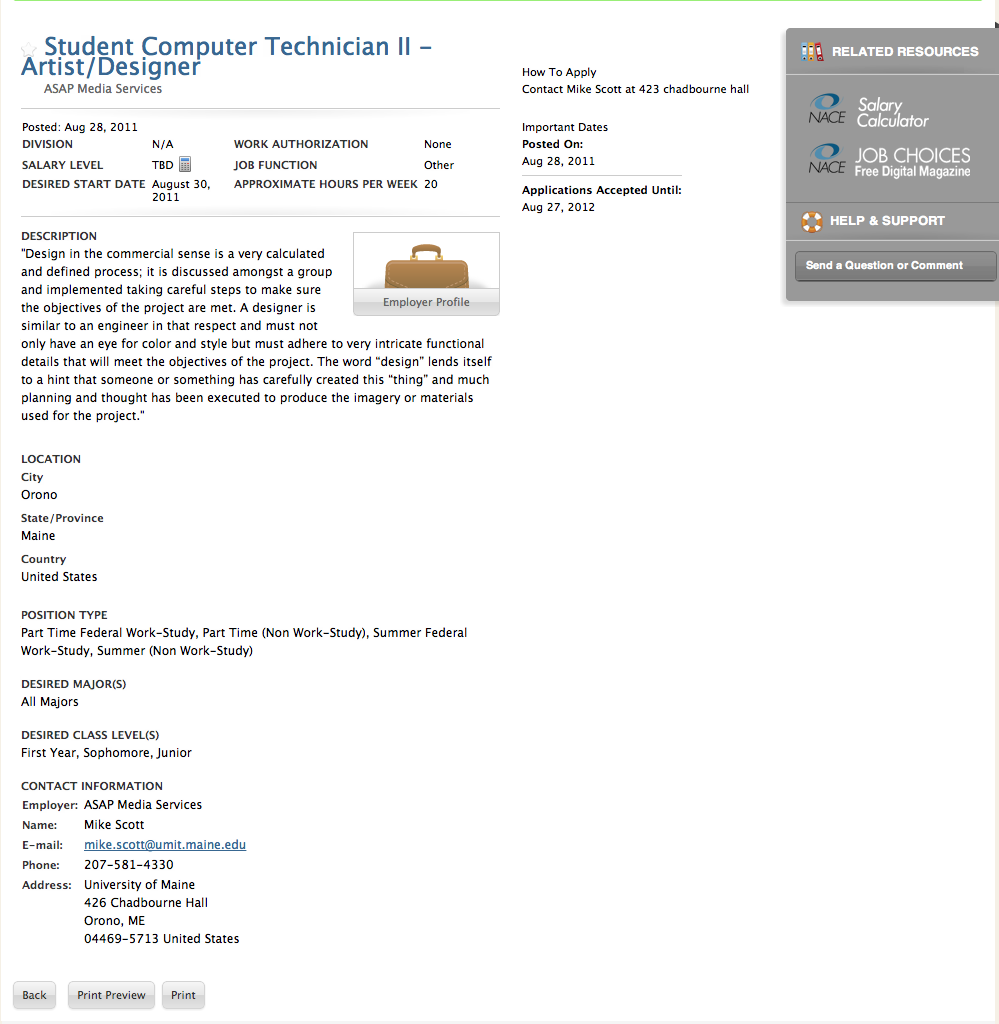 Student Computer Technician II –
Artist/Designer
ASAP Media Services
Posted: Aug 28, 2011
DIVISION N/A WORK AUTHORIZATION None
SALARY LEVEL TBD JOB FUNCTION Other
DESIRED START DATE August 30, 2011 APPROXIMATE HOURS PER WEEK 20
DESCRIPTION
"Design in the commercial sense is a very calculated
and defined process; it is discussed amongst a group
and implemented taking careful steps to make sure
the objectives of the project are met. A designer is
similar to an engineer in that respect and must not
only have an eye for color and style but must adhere to very intricate functional
details that will meet the objectives of the project. The word “design” lends itself
to a hint that someone or something has carefully created this “thing” and much
planning and thought has been executed to produce the imagery or materials
used for the project."
Employer Profile
LOCATION
City
Orono
State/Province
Maine
Country
United States
POSITION TYPE
Part Time Federal Work-Study, Part Time (Non Work-Study), Summer Federal
Work-Study, Summer (Non Work-Study)
DESIRED MAJOR(S)
All Majors
DESIRED CLASS LEVEL(S)
First Year, Sophomore, Junior
CONTACT INFORMATION
Employer: ASAP Media Services
Name: Mike Scott
E-mail: mike.scott@umit.maine.edu
Phone: 207-581-4330
Address: University of Maine
426 Chadbourne Hall
Orono, ME
04469-5713 United States
Back Print Preview Print
How To Apply
Contact Mike Scott at 423 chadbourne hall
Important Dates
Posted On:
Aug 28, 2011
Applications Accepted Until:
Aug 27, 2012
RELATED RESOURCES
NACE Salary
Calculator
NACE JOB CHOICES
Free Digital Magazine
HELP & SUPPORT
Send a Question or Comment